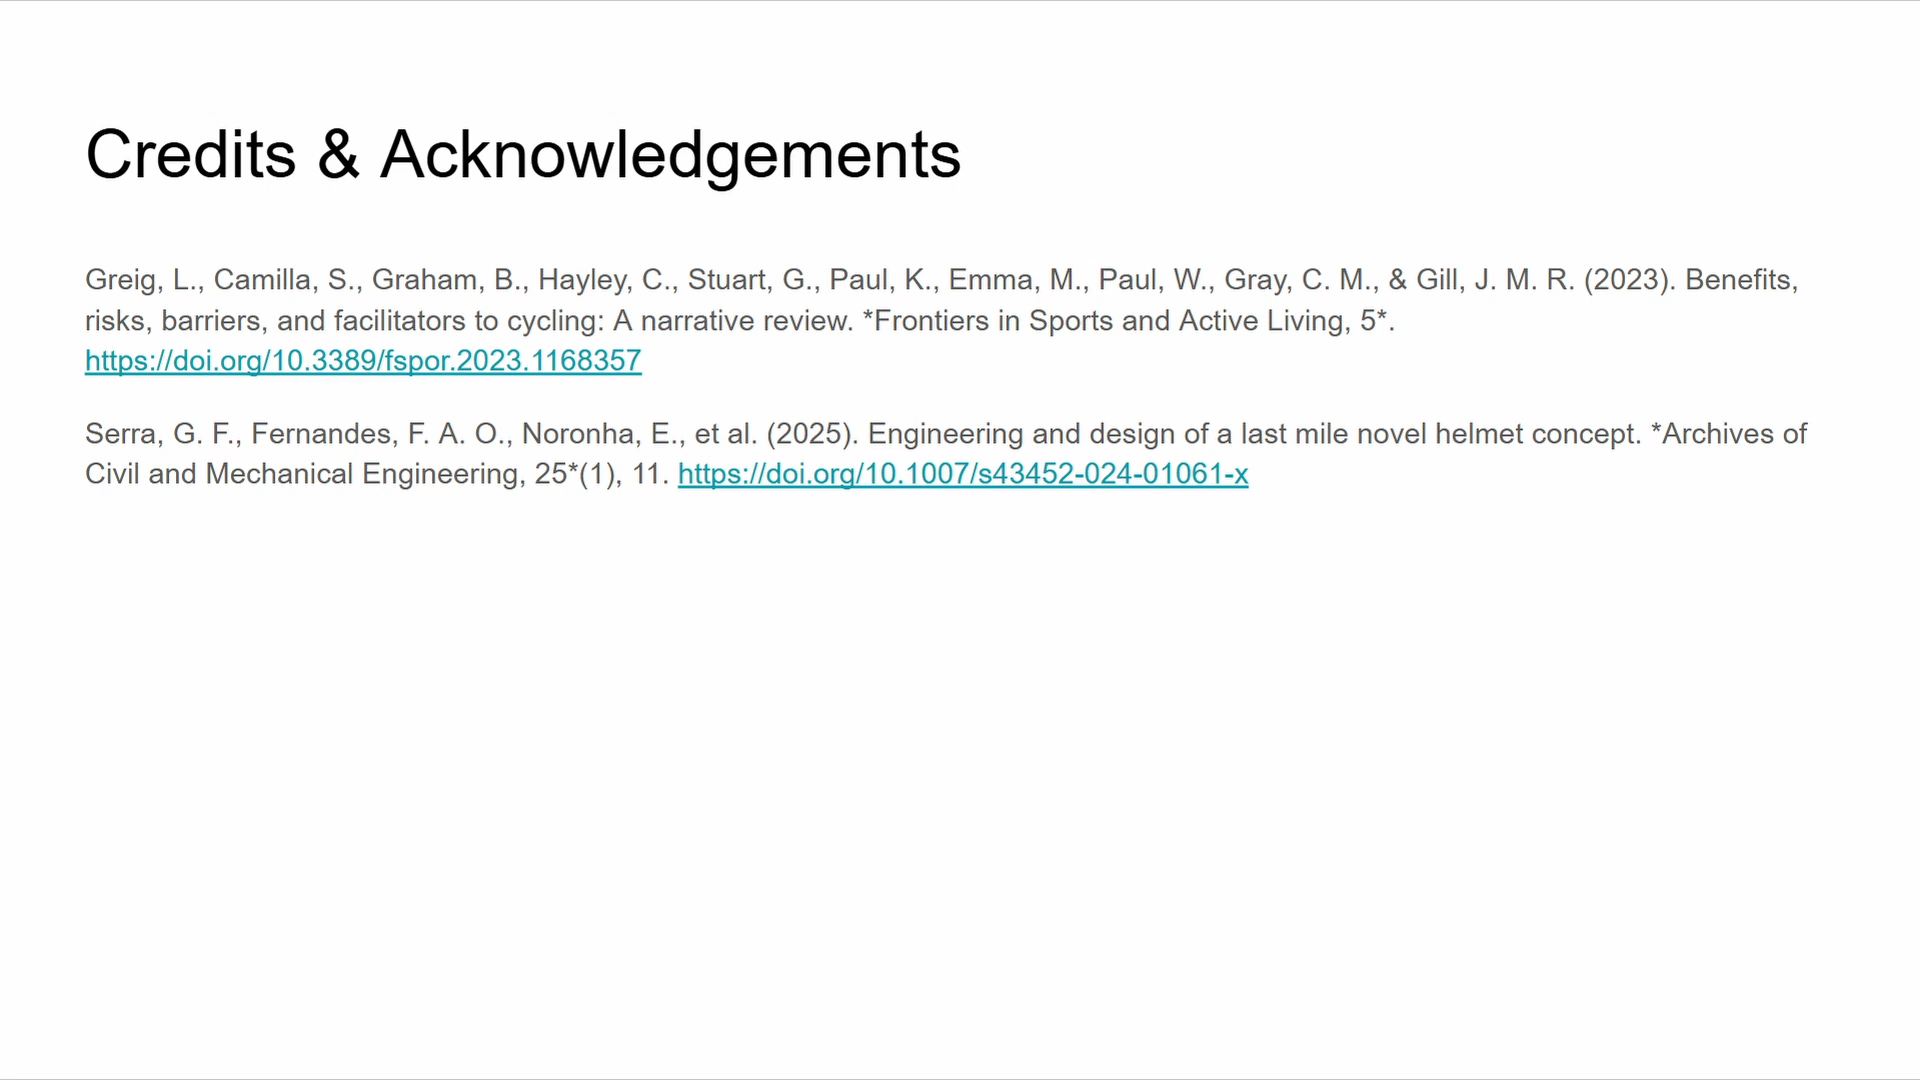 Credits & Acknowledgements
Greig, L., Camilla, S., Graham, B., Hayley, C., Stuart, G., Paul, K., Emma, M., Paul, W., Gray, C. M., & Gill, J. M. R. (2023). Benefits,
risks, barriers, and facilitators to cycling: A narrative review. *Frontiers in Sports and Active Living, 5*.
https://doi.org/10.3389/fspor.2023.1168357
Serra, G. F., Fernandes, F. A. O., Noronha, E., et al. (2025). Engineering and design of a last mile novel helmet concept. *Archives of
Civil and Mechanical Engineering, 25*(1), 11. https://doi.org/10.1007/s43452-024-01061-x